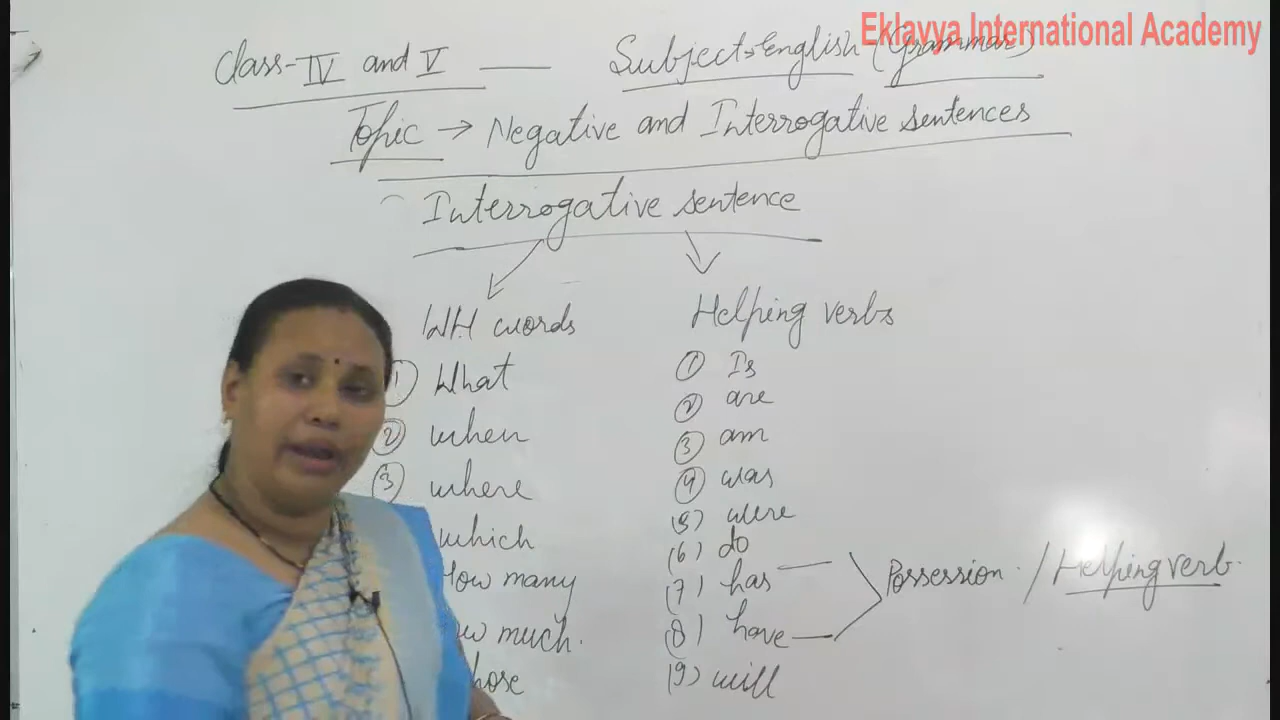 Eklavya International Academy
Class-IV and V — Subject→English (Grammar)
Topic → Negative and Interrogative sentences
Interrogative sentence
WH words
1 What
2 when
3 where
which
How many
much.
hose
Helping verbs
1 Is
2 are
3 am
4 was
(5) were
(6) do
(7) has
(8) have
Possession. / Helping verb.
(9) will